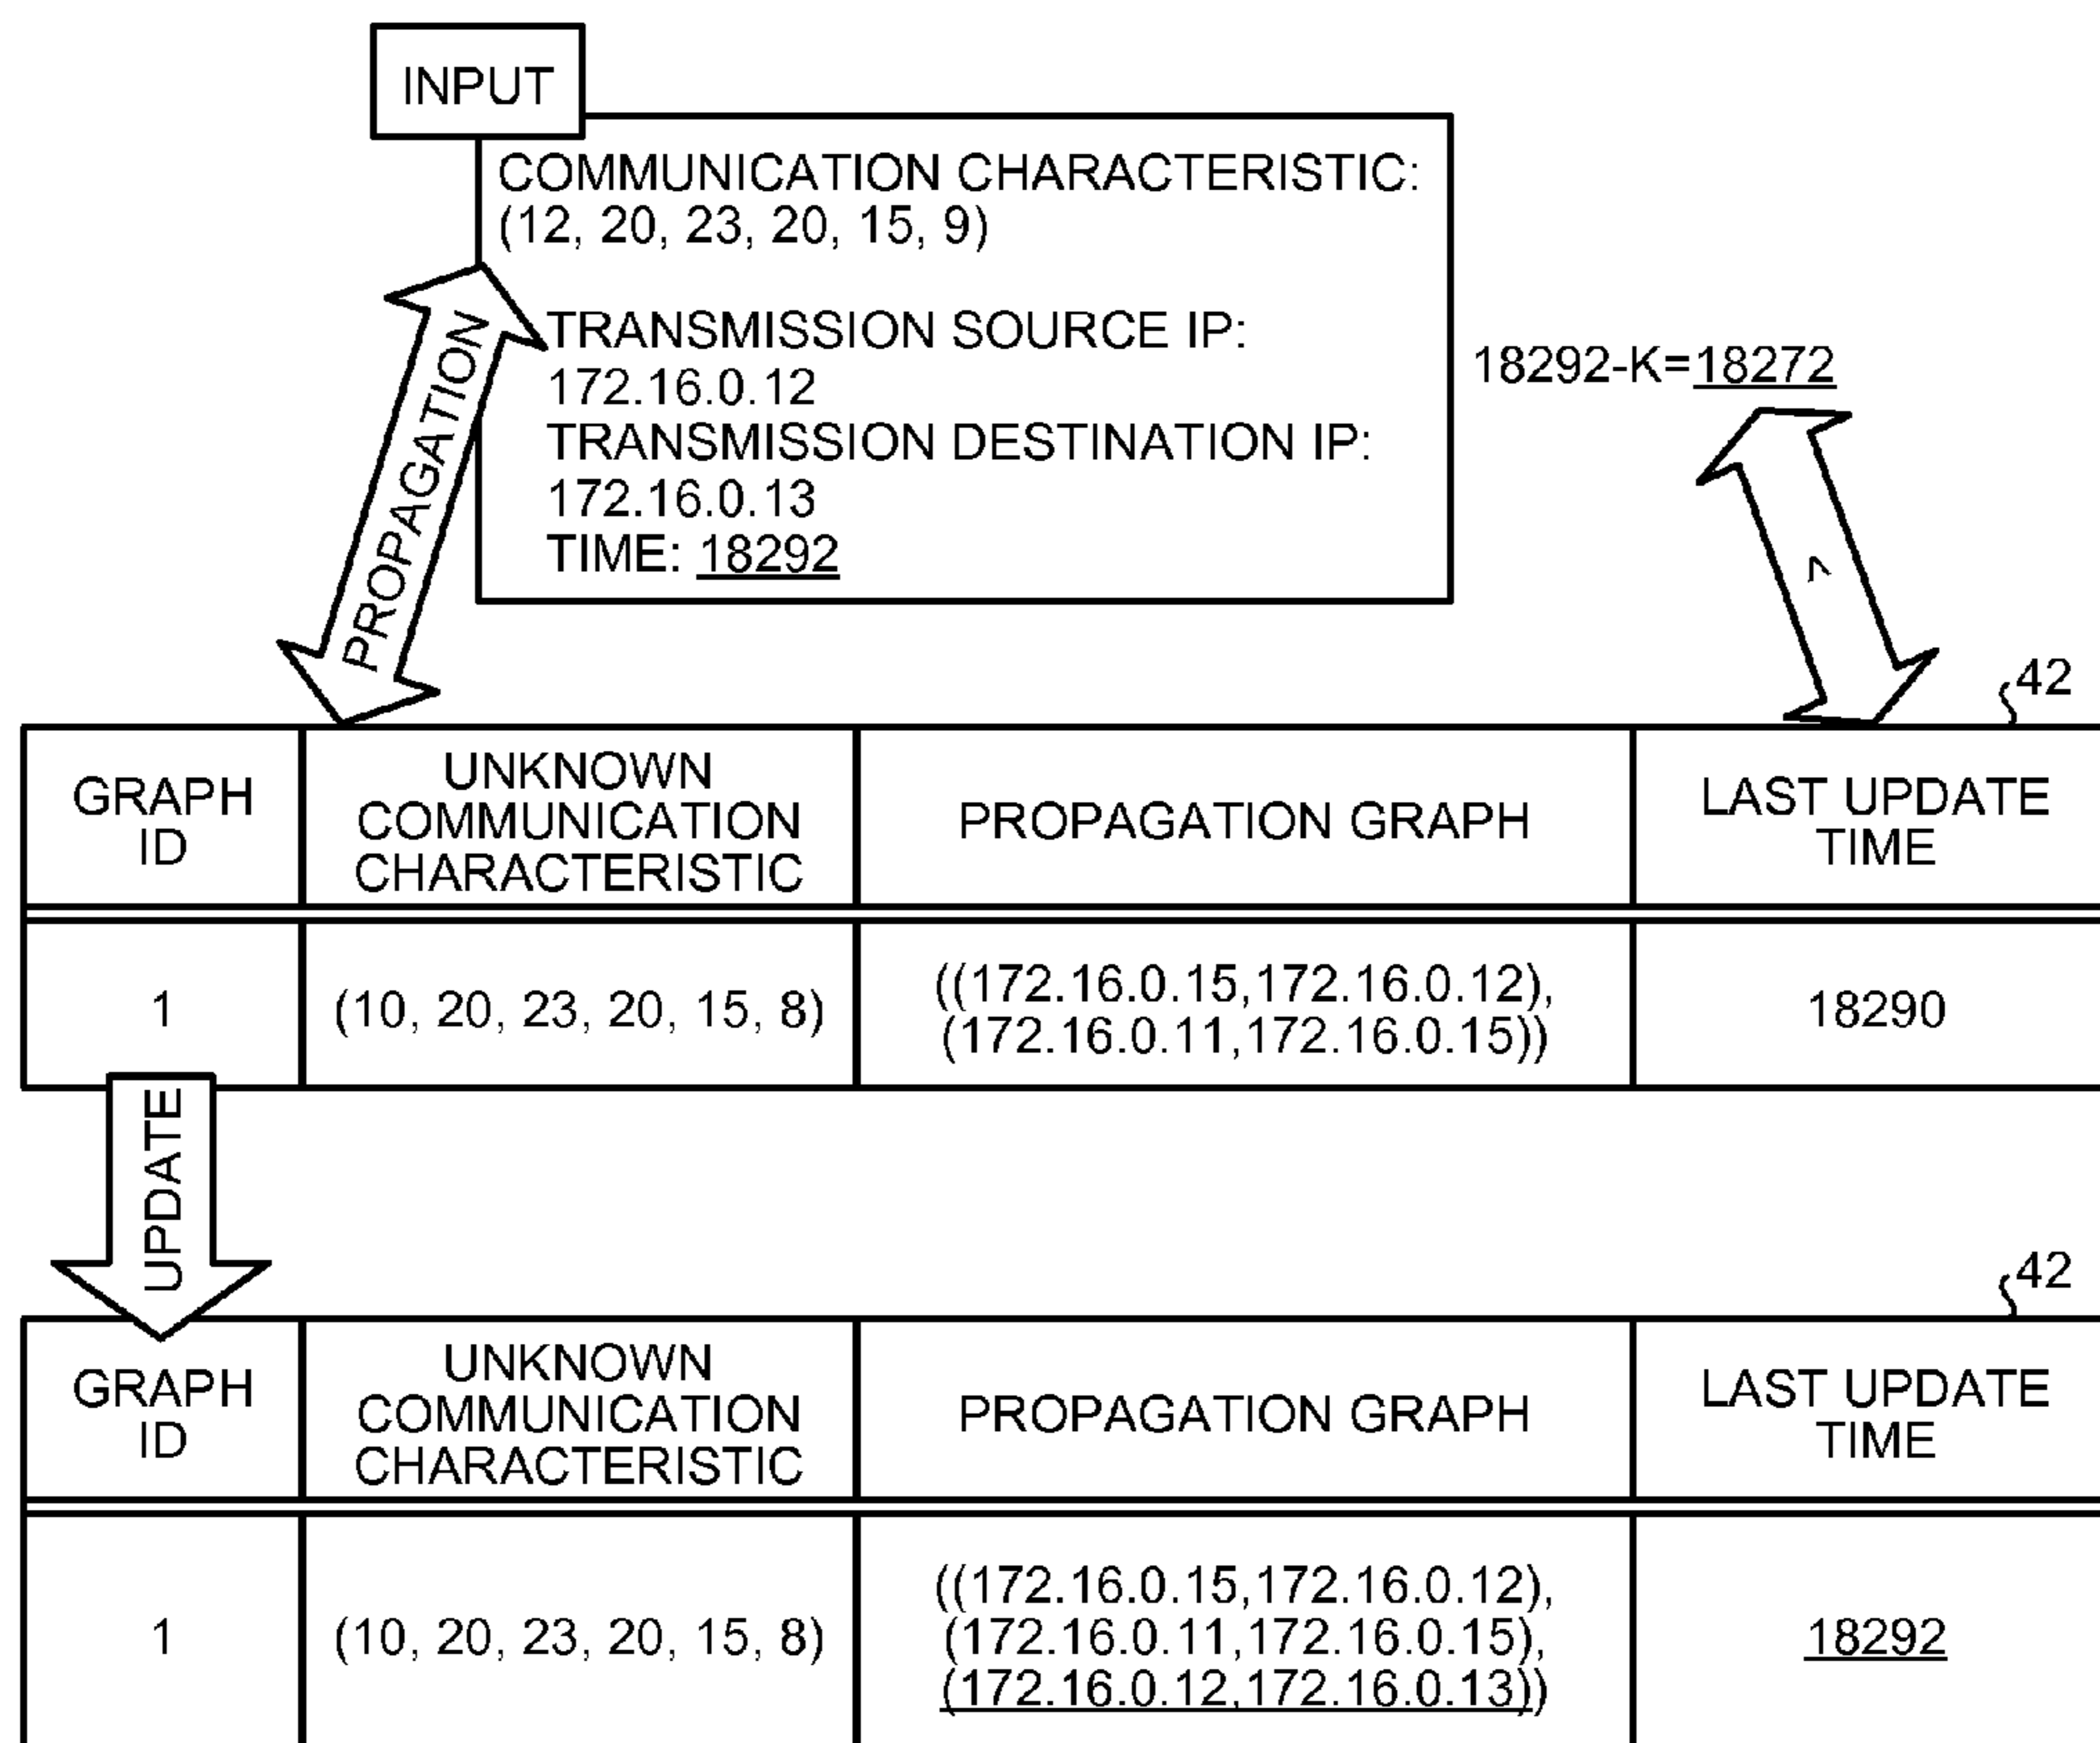 INPUT
COMMUNICATION CHARACTERISTIC:
(12, 20, 23, 20, 15, 9)
TRANSMISSION SOURCE IP:
172.16.0.12
TRANSMISSION DESTINATION IP:
172.16.0.13
TIME: 18292
PROPAGATION
18292-K=18272
<
42
GRAPH
ID
UNKNOWN
COMMUNICATION
CHARACTERISTIC
PROPAGATION GRAPH
LAST UPDATE
TIME
1
(10, 20, 23, 20, 15, 8)
((172.16.0.15,172.16.0.12),
(172.16.0.11,172.16.0.15))
18290
UPDATE
42
GRAPH
ID
UNKNOWN
COMMUNICATION
CHARACTERISTIC
PROPAGATION GRAPH
LAST UPDATE
TIME
1
(10, 20, 23, 20, 15, 8)
((172.16.0.15,172.16.0.12),
(172.16.0.11,172.16.0.15),
(172.16.0.12,172.16.0.13))
18292